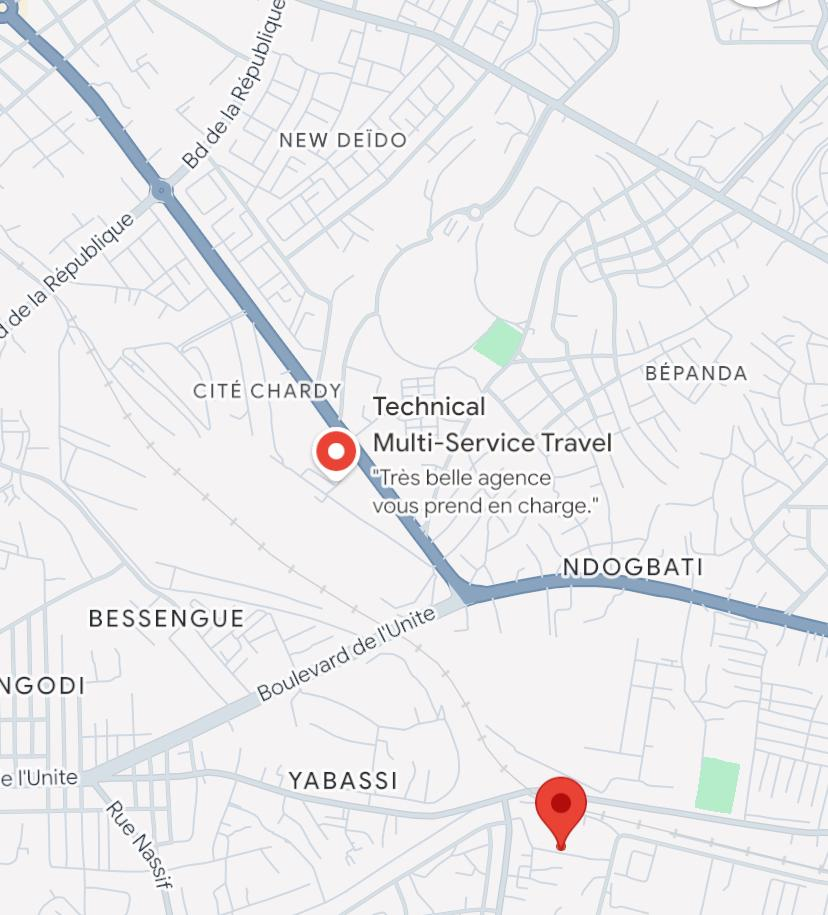 Bd de la République
NEW DEÏDO
d de la République
BÉPANDA
CITÉ CHARDY
Technical
Multi-Service Travel
"Très belle agence
vous prend en charge."
NDOGBATI
BESSENGUE
Boulevard de l'Unite
NGODI
e l'Unite
YABASSI
Rue Nassif